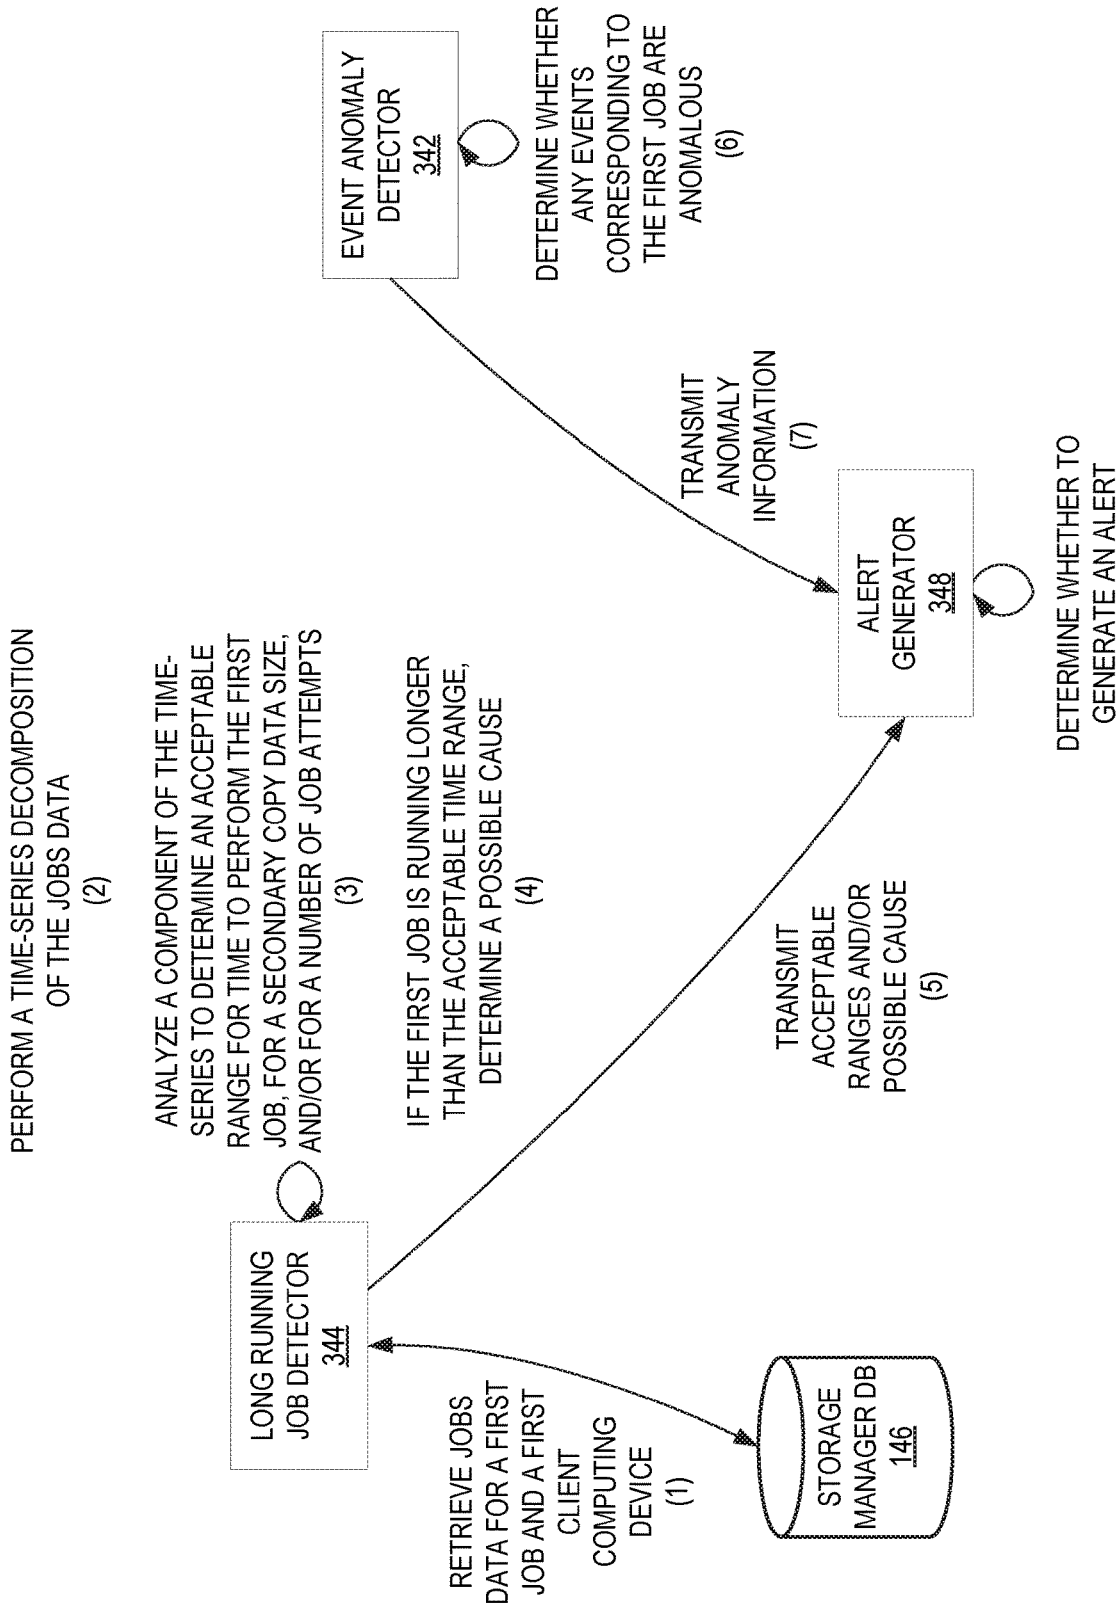 PERFORM A TIME-SERIES DECOMPOSITION
OF THE JOBS DATA
(2)
ANALYZE A COMPONENT OF THE TIME-
SERIES TO DETERMINE AN ACCEPTABLE
RANGE FOR TIME TO PERFORM THE FIRST
JOB, FOR A SECONDARY COPY DATA SIZE,
AND/OR FOR A NUMBER OF JOB ATTEMPTS
(3)
IF THE FIRST JOB IS RUNNING LONGER
THAN THE ACCEPTABLE TIME RANGE,
DETERMINE A POSSIBLE CAUSE
(4)
LONG RUNNING
JOB DETECTOR
344
EVENT ANOMALY
DETECTOR
342
DETERMINE WHETHER
ANY EVENTS
CORRESPONDING TO
THE FIRST JOB ARE
ANOMALOUS
(6)
RETRIEVE JOBS
DATA FOR A FIRST
JOB AND A FIRST
CLIENT
COMPUTING
DEVICE
(1)
TRANSMIT
ACCEPTABLE
RANGES AND/OR
POSSIBLE CAUSE
(5)
TRANSMIT
ANOMALY
INFORMATION
(7)
STORAGE
MANAGER DB
146
ALERT
GENERATOR
348
DETERMINE WHETHER TO
GENERATE AN ALERT